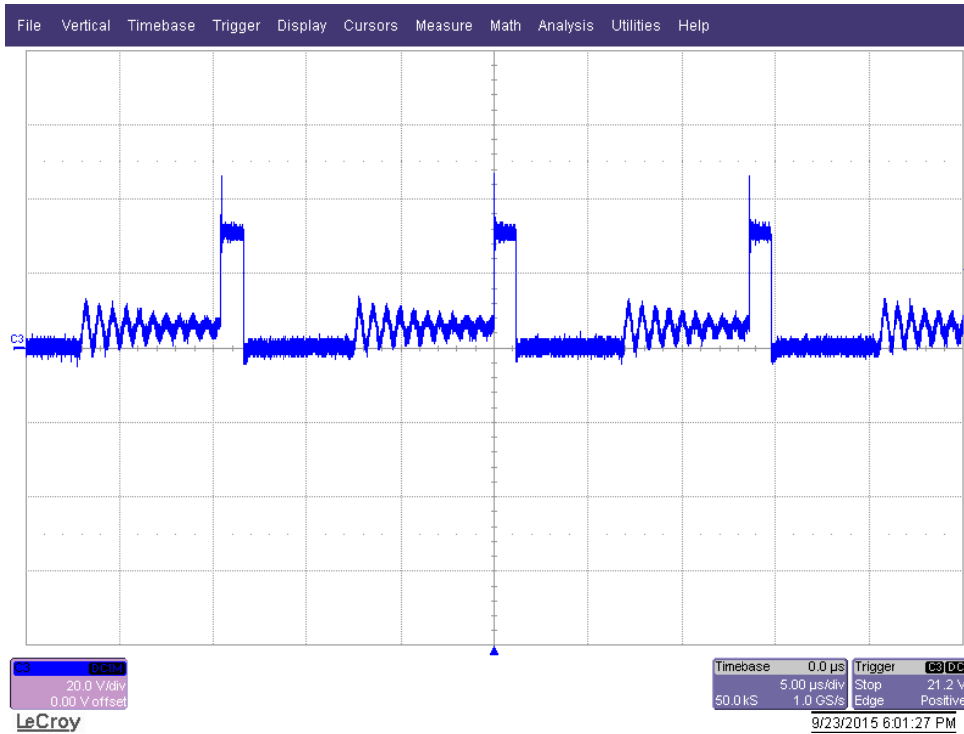 File Vertical Timebase Trigger Display Cursors Measure Math Analysis Utilities Help
C3
C3 DC1M
20.0 V/div
0.00 V offset
Timebase 0.0 µs
5.00 µs/div
50.0 kS 1.0 GS/s
Trigger C3 DC
Stop 21.2 V
Edge Positive
LeCroy
9/23/2015 6:01:27 PM